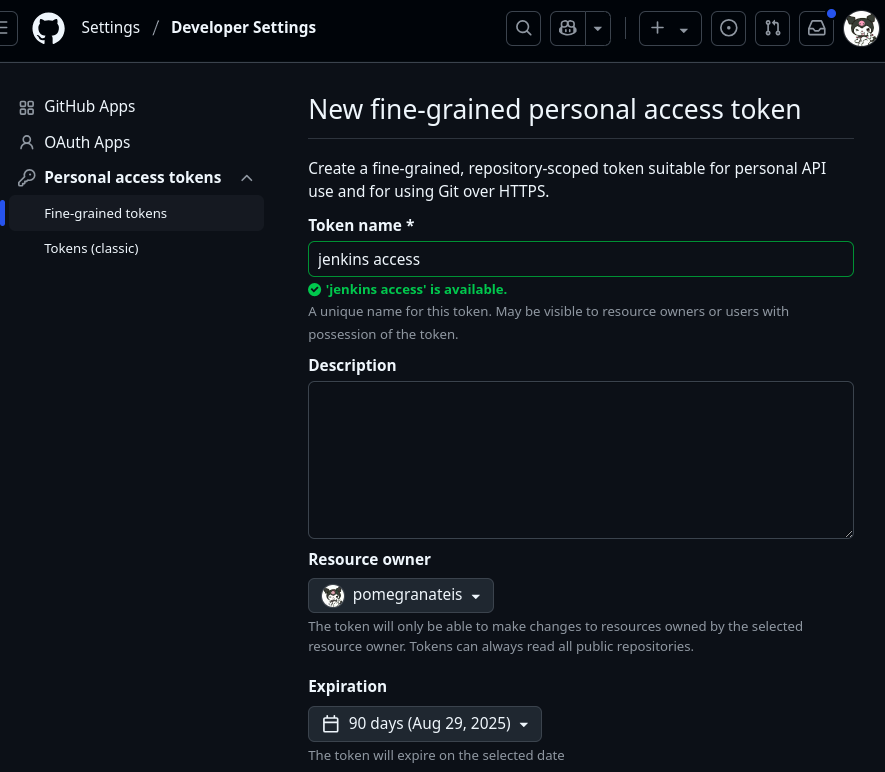 Settings / Developer Settings
GitHub Apps
OAuth Apps
Personal access tokens
Fine-grained tokens
Tokens (classic)
New fine-grained personal access token
Create a fine-grained, repository-scoped token suitable for personal API
use and for using Git over HTTPS.
Token name *
jenkins access
'jenkins access' is available.
A unique name for this token. May be visible to resource owners or users with
possession of the token.
Description
Resource owner
pomegranateis
The token will only be able to make changes to resources owned by the selected
resource owner. Tokens can always read all public repositories.
Expiration
90 days (Aug 29, 2025)
The token will expire on the selected date